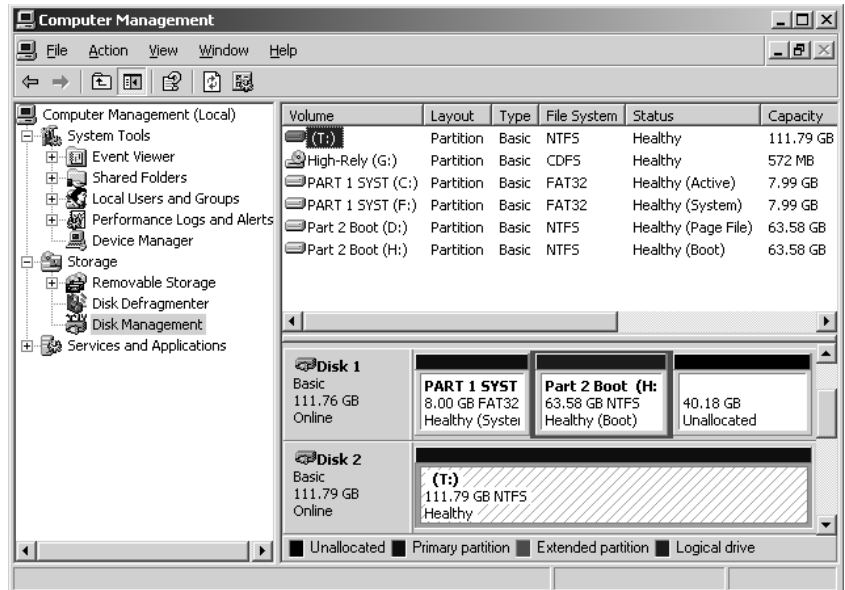 Computer Management
File Action View Window Help
Computer Management (Local)
System Tools
Event Viewer
Shared Folders
Local Users and Groups
Performance Logs and Alerts
Device Manager
Storage
Removable Storage
Disk Defragmenter
Disk Management
Services and Applications
Volume Layout Type File System Status Capacity
(T:) Partition Basic NTFS Healthy 111.79 GB
High-Rely (G:) Partition Basic CDFS Healthy 572 MB
PART 1 SYST (C:) Partition Basic FAT32 Healthy (Active) 7.99 GB
PART 1 SYST (F:) Partition Basic FAT32 Healthy (System) 7.99 GB
Part 2 Boot (D:) Partition Basic NTFS Healthy (Page File) 63.58 GB
Part 2 Boot (H:) Partition Basic NTFS Healthy (Boot) 63.58 GB
Disk 1
Basic
111.76 GB
Online
PART 1 SYST
8.00 GB FAT32
Healthy (Syster
Part 2 Boot (H:
63.58 GB NTFS
Healthy (Boot)
40.18 GB
Unallocated
Disk 2
Basic
111.79 GB
Online
(T:)
111.79 GB NTFS
Healthy
Unallocated Primary partition Extended partition Logical drive